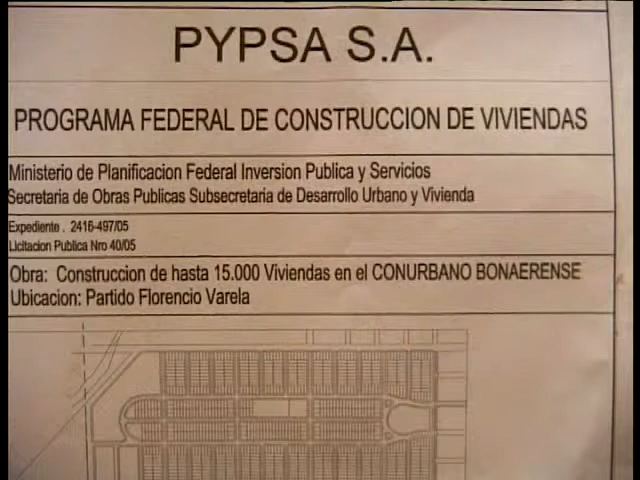 PYPSA S.A.
PROGRAMA FEDERAL DE CONSTRUCCION DE VIVIENDAS
Ministerio de Planificacion Federal Inversion Publica y Servicios
Secretaria de Obras Publicas Subsecretaria de Desarrollo Urbano y Vivienda
Expediente . 2416-497/05
Licitacion Publica Nro 40/05
Obra: Construccion de hasta 15.000 Viviendas en el CONURBANO BONAERENSE
Ubicacion: Partido Florencio Varela